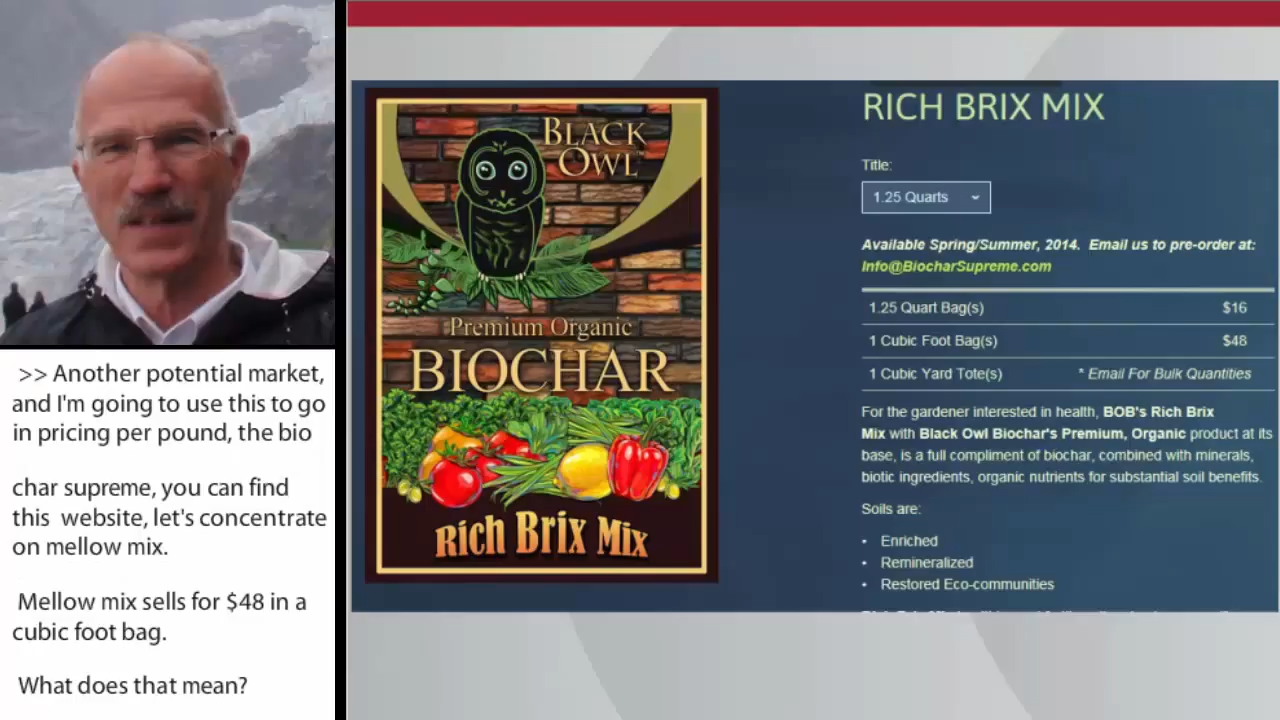 >> Another potential market,
and I'm going to use this to go
in pricing per pound, the bio
char supreme, you can find
this  website, let's concentrate
on mellow mix.
Mellow mix sells for $48 in a
cubic foot bag.
What does that mean?
BLACK
OWL
Premium Organic
BIOCHAR
Rich Brix Mix
RICH BRIX MIX
Title:
1.25 Quarts
Available Spring/Summer, 2014.  Email us to pre-order at:
Info@BiocharSupreme.com
1.25 Quart Bag(s) $16
1 Cubic Foot Bag(s) $48
1 Cubic Yard Tote(s) * Email For Bulk Quantities
For the gardener interested in health, BOB's Rich Brix
Mix with Black Owl Biochar's Premium, Organic product at its
base, is a full compliment of biochar, combined with minerals,
biotic ingredients, organic nutrients for substantial soil benefits.
Soils are:
• Enriched
• Remineralized
• Restored Eco-communities